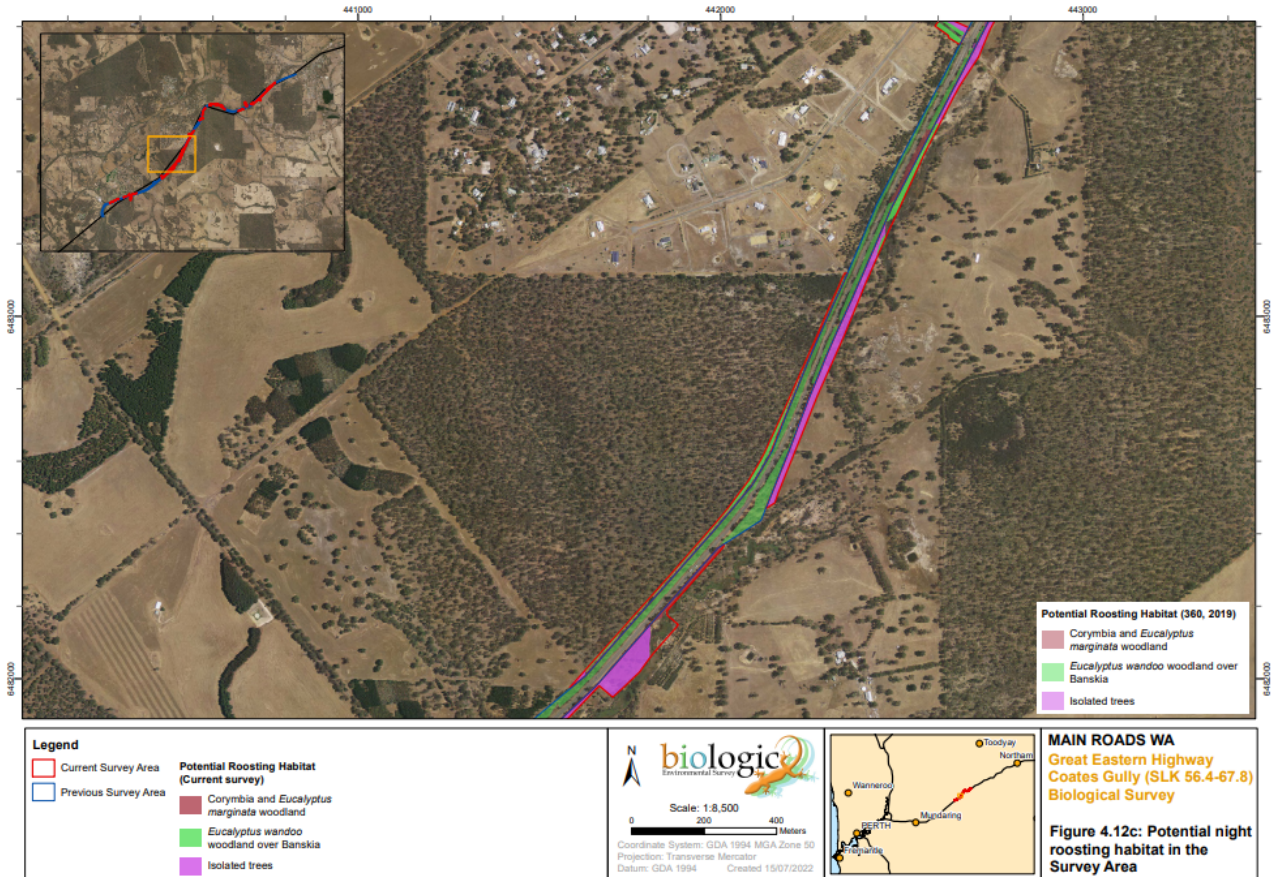 441000
442000
443000
6483000
6483000
6482000
6482000
Potential Roosting Habitat (360, 2019)
Corymbia and Eucalyptus
marginata woodland
Eucalyptus wandoo woodland over
Banskia
Isolated trees
Legend
Current Survey Area
Previous Survey Area
Potential Roosting Habitat
(Current survey)
Corymbia and Eucalyptus
marginata woodland
Eucalyptus wandoo
woodland over Banskia
Isolated trees
N
biologic
Environmental Survey
Scale: 1:8,500
0 200 400
Meters
Coordinate System: GDA 1994 MGA Zone 50
Projection: Transverse Mercator
Datum: GDA 1994 Created 15/07/2022
Toodyay
Northam
Wanneroo
Mundaring
PERTH
Fremantle
MAIN ROADS WA
Great Eastern Highway
Coates Gully (SLK 56.4-67.8)
Biological Survey
Figure 4.12c: Potential night
roosting habitat in the
Survey Area